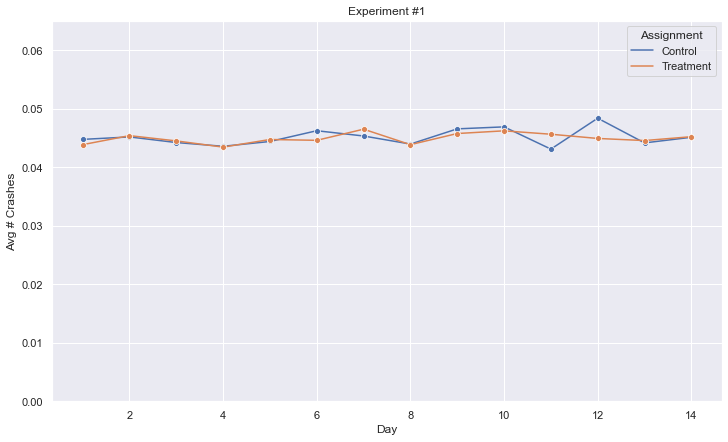 Experiment #1
Assignment
Control
Treatment
Avg # Crashes
0.06
0.05
0.04
0.03
0.02
0.01
0.00
2 4 6 8 10 12 14
Day